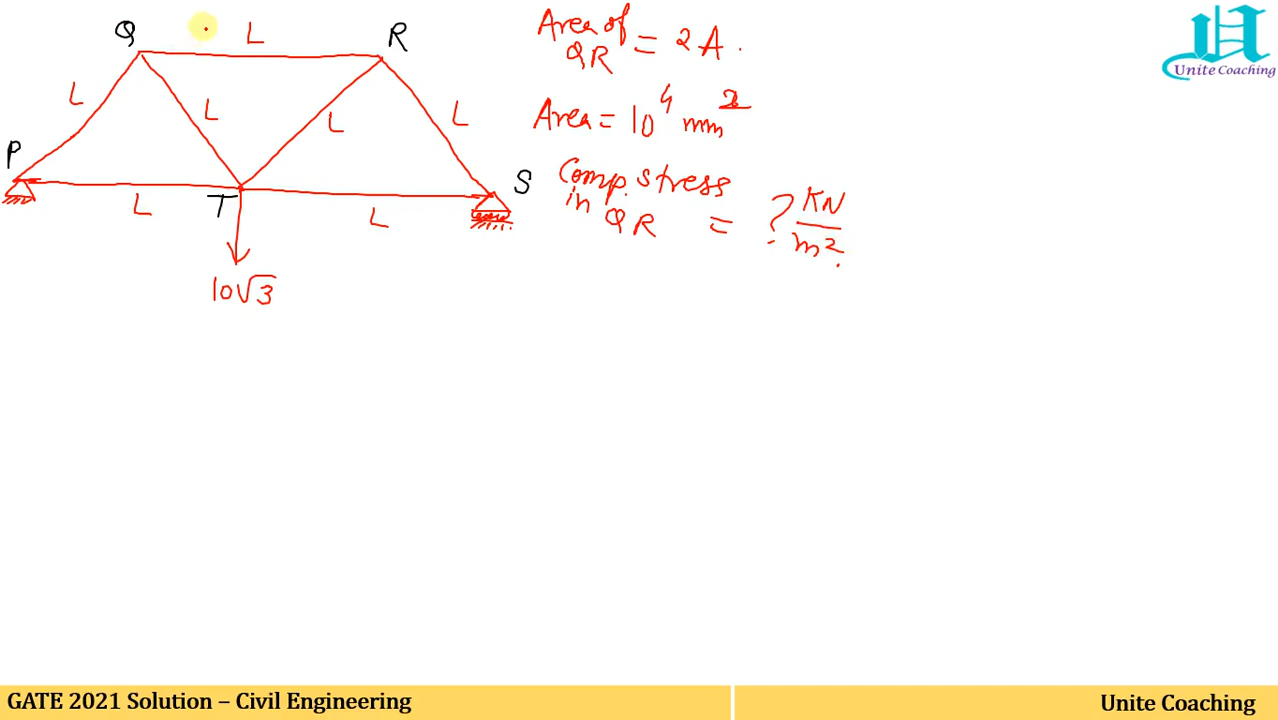 Q
L
R
L
L
L
L
P
L
T
L
S
10√3
Area of
QR = 2A.
Area = 10⁴ mm²
Comp. stress
in QR = ? KN/m².
Unite Coaching
GATE 2021 Solution – Civil Engineering
Unite Coaching